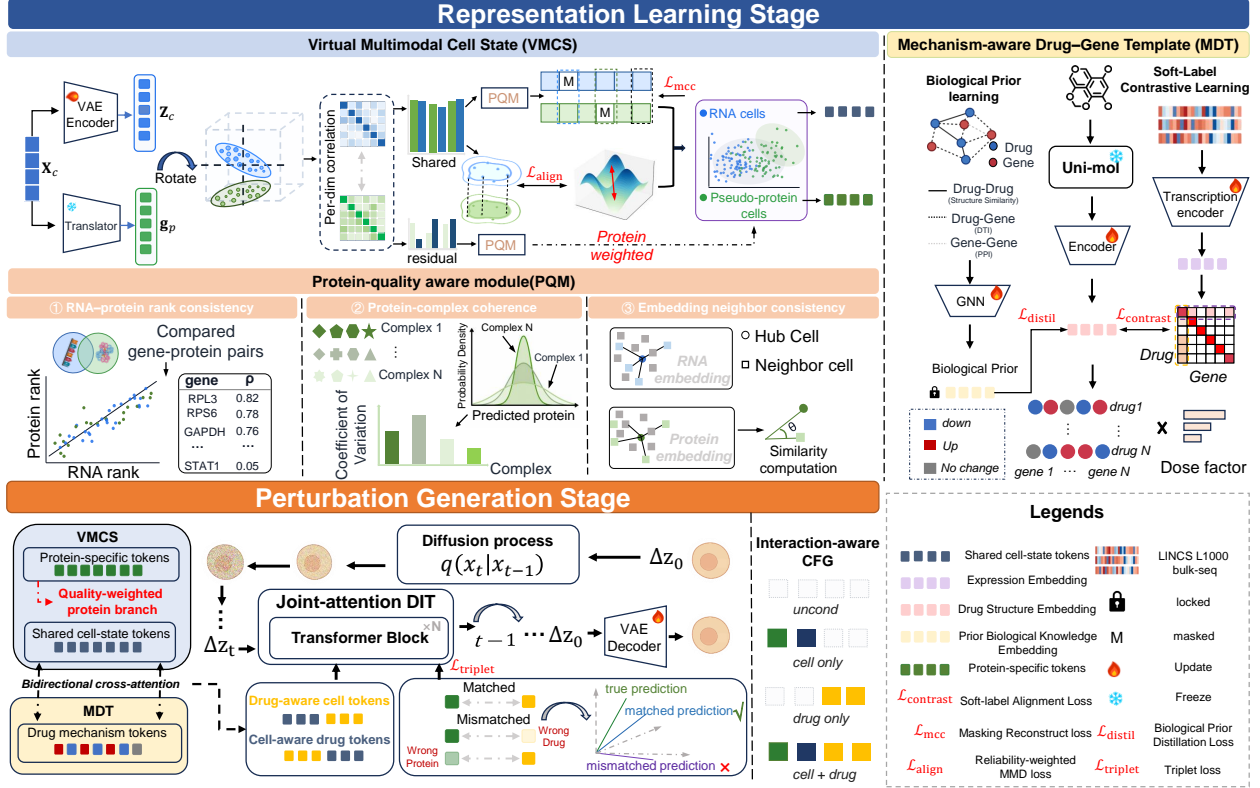 Representation Learning Stage
Virtual Multimodal Cell State (VMCS)
VAE
Encoder
Z_c
X_c
Translator
g_p
Rotate
Per-dim correlation
Shared
residual
PQM
PQM
M
M
ℒ_mcc
ℒ_align
RNA cells
Pseudo-protein
cells
Protein
weighted
Mechanism-aware Drug–Gene Template (MDT)
Biological Prior
learning
Drug
Gene
Drug-Drug
(Structure Similarity)
Drug-Gene
(DTI)
Gene-Gene
(PPI)
GNN
Biological Prior
Uni-mol
Encoder
Soft-Label
Contrastive Learning
Transcription
encoder
ℒ_distil
ℒ_contrast
Drug
Gene
down
Up
No change
drug1
drug N
gene 1 ⋯ gene N
x
Dose factor
Protein-quality aware module(PQM)
① RNA–protein rank consistency
Compared
gene-protein pairs
Protein rank
RNA rank
gene ρ
RPL3 0.82
RPS6 0.78
GAPDH 0.76
... ...
STAT1 0.05
② Protein-complex coherence
Complex 1
⋮
Complex N
Probability Density
Complex N
Complex 1
Predicted protein
Coefficient of
Variation
Complex
③ Embedding neighbor consistency
RNA
embedding
Protein
embedding
Hub Cell
Neighbor cell
θ
Similarity
computation
Perturbation Generation Stage
VMCS
Protein-specific tokens
Quality-weighted
protein branch
Shared cell-state tokens
Bidirectional cross-attention
MDT
Drug mechanism tokens
Diffusion process
q(x_t|x_{t−1})
Δz_0
Δz_t
Joint-attention DIT
Transformer Block
×N
t − 1
⋯ Δz_0
VAE
Decoder
ℒ_triplet
Drug-aware cell tokens
Cell-aware drug tokens
Matched
Mismatched
Wrong
Protein
Wrong
Drug
true prediction
matched prediction
mismatched prediction
Interaction-aware
CFG
uncond
cell only
drug only
cell + drug
Legends
Shared cell-state tokens
LINCS L1000
bulk-seq
Expression Embedding
locked
Drug Structure Embedding
M masked
Prior Biological Knowledge
Embedding
Protein-specific tokens
Update
ℒ_contrast Soft-label Alignment Loss
Freeze
ℒ_mcc Masking Reconstruct loss
ℒ_distil Biological Prior
Distillation Loss
ℒ_align Reliability-weighted
MMD loss
ℒ_triplet Triplet loss